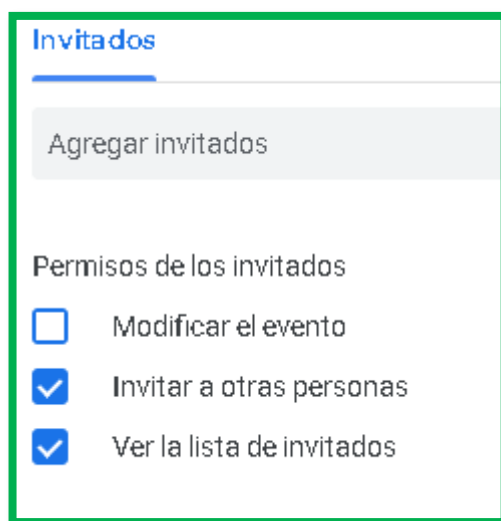 Invitados
Agregar invitados
Permisos de los invitados
Modificar el evento
Invitar a otras personas
Ver la lista de invitados